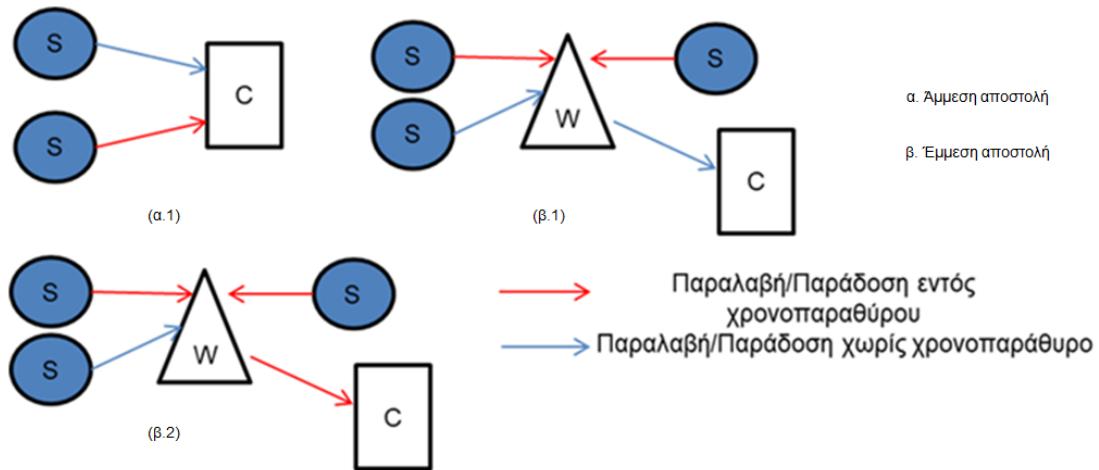 S
S
C
(α.1)
S
S
S
W
C
(β.1)
α. Άμμεση αποστολή
β. Έμμεση αποστολή
S
S
S
W
C
(β.2)
Παραλαβή/Παράδοση εντός
χρονοπαραθύρου
Παραλαβή/Παράδοση χωρίς χρονοπαράθυρο